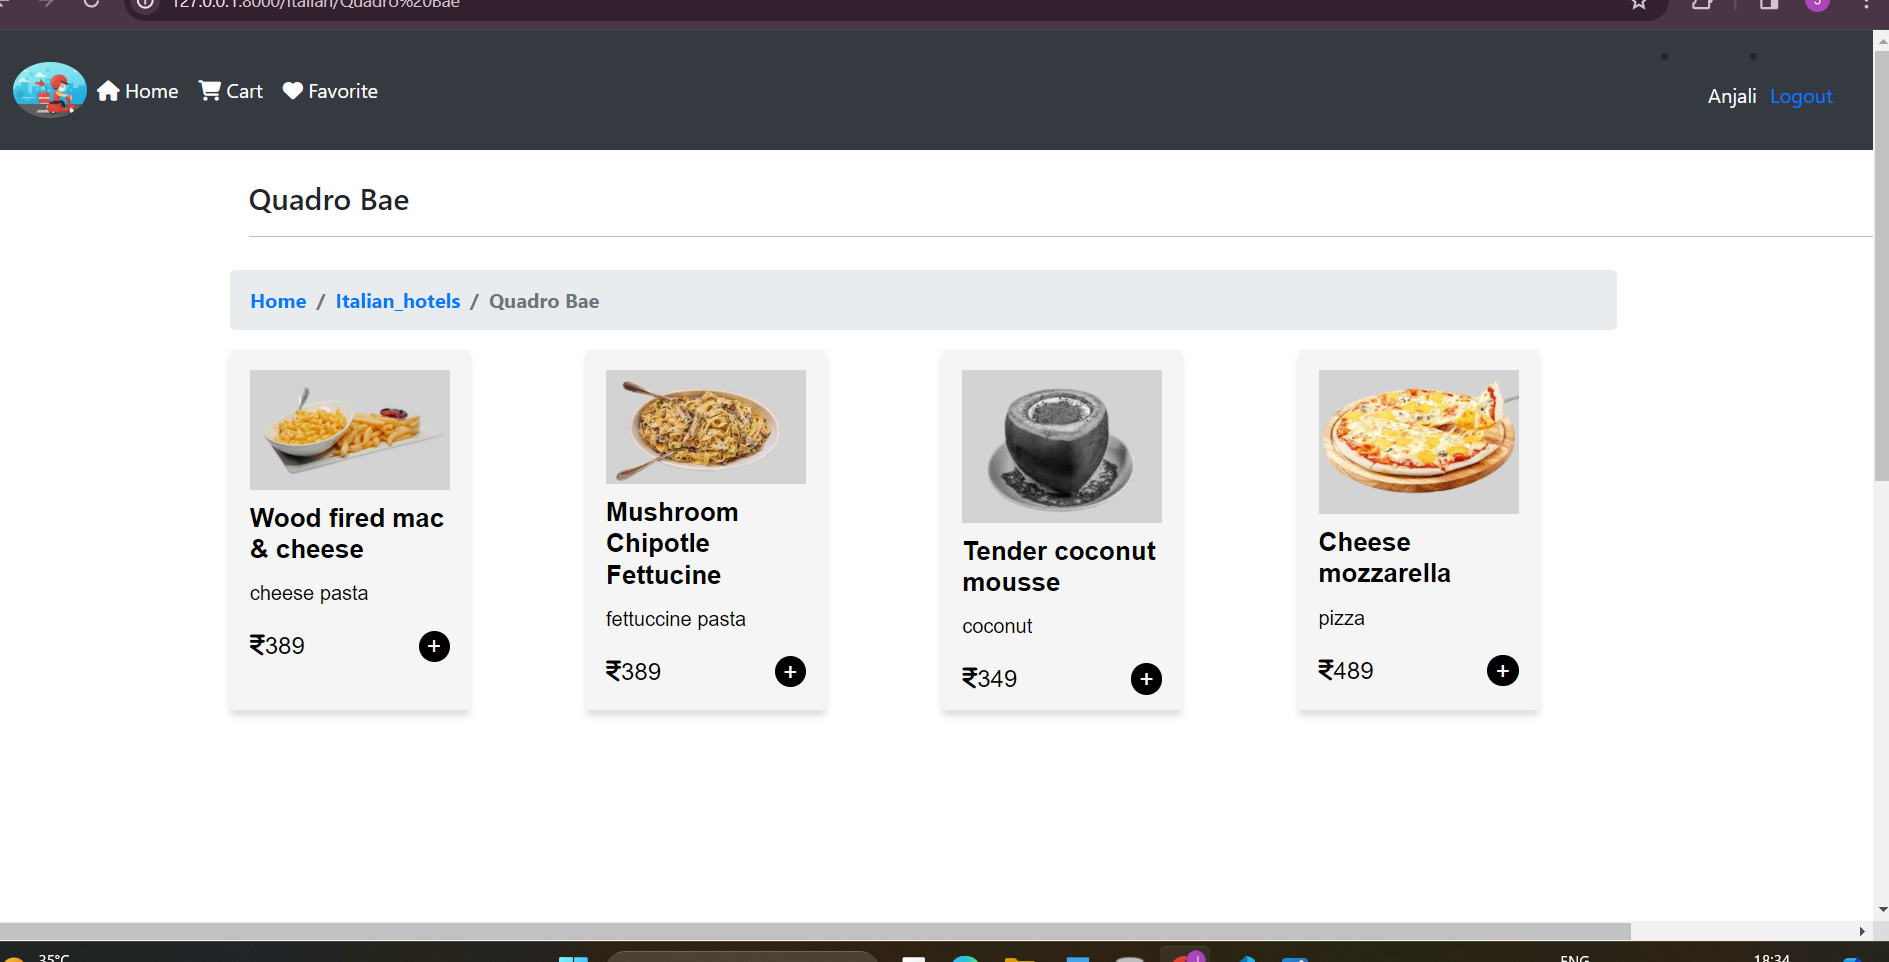 127.0.0.1:8000/Italian/Quadro%20Bae
Home Cart Favorite
Anjali Logout
Quadro Bae
Home / Italian_hotels / Quadro Bae
Wood fired mac
& cheese
cheese pasta
₹389
+
Mushroom
Chipotle
Fettucine
fettuccine pasta
₹389
+
Tender coconut
mousse
coconut
₹349
+
Cheese
mozzarella
pizza
₹489
+
35°C
ENG
18:34